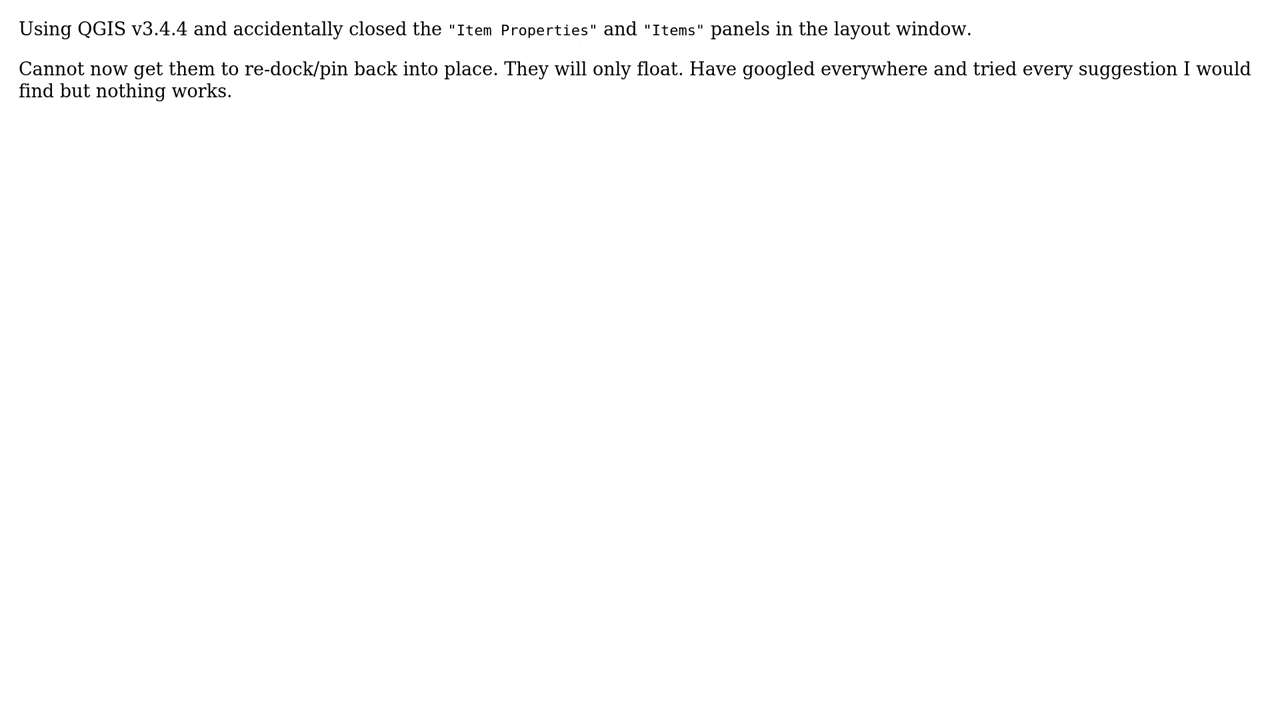 Using QGIS v3.4.4 and accidentally closed the "Item Properties" and "Items" panels in the layout window.
Cannot now get them to re-dock/pin back into place. They will only float. Have googled everywhere and tried every suggestion I would
find but nothing works.